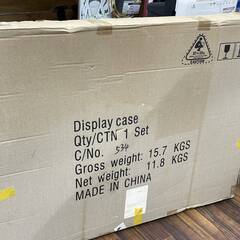 Display case
Qty/CTN 1 Set
C/No. 534
Gross weight: 15.7 KGS
Net weight: 11.8 KGS
MADE IN CHINA